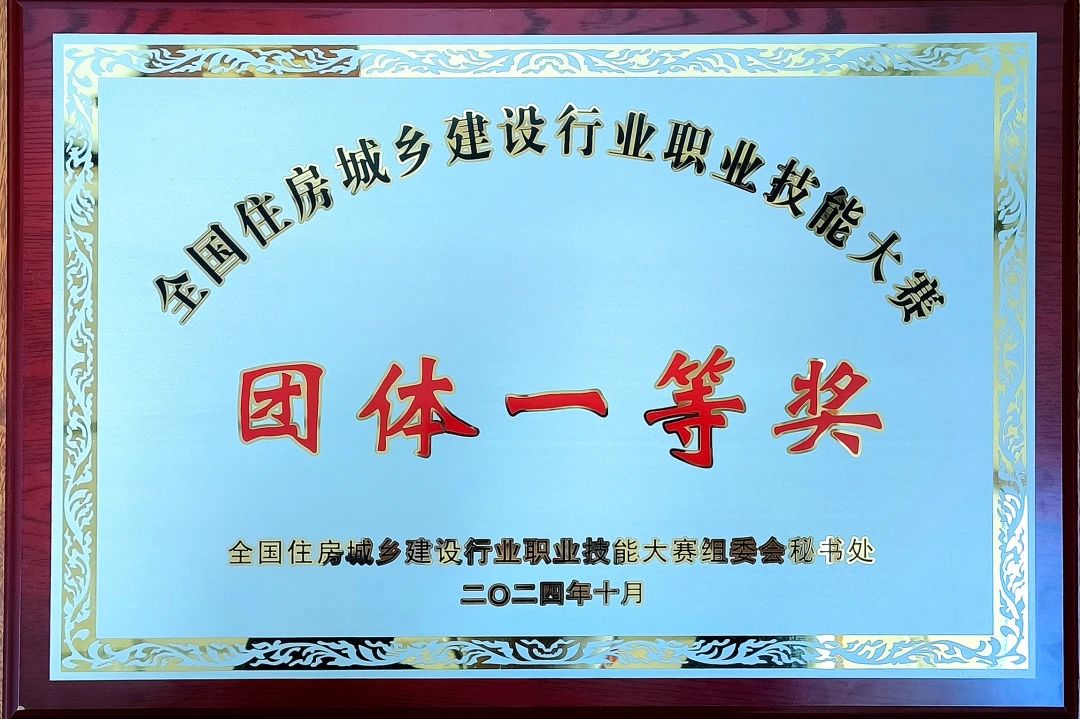 全国住房城乡建设行业职业技能大赛
团体一等奖
全国住房城乡建设行业职业技能大赛组委会秘书处
二〇二四年十月